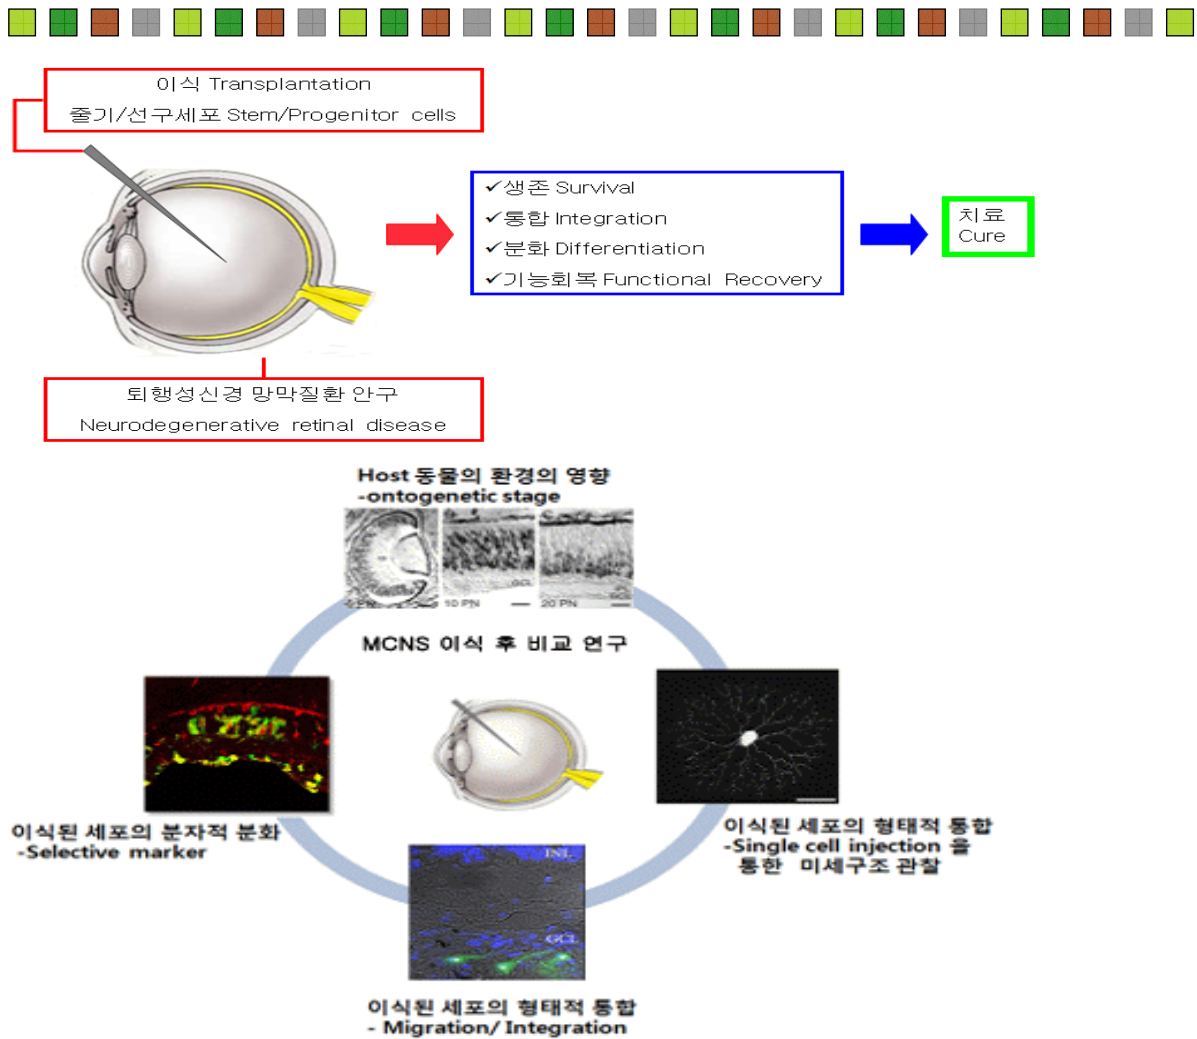 이식 Transplantation
줄기/선구세포 Stem/Progenitor cells
✓생존 Survival
✓통합 Integration
✓분화 Differentiation
✓기능회복 Functional Recovery
치료
Cure
퇴행성신경 망막질환 안구
Neurodegenerative retinal disease
Host 동물의 환경의 영향
-ontogenetic stage
GCL
GCL
5 PN
10 PN
20 PN
MCNS 이식 후 비교 연구
이식된 세포의 분자적 분화
-Selective marker
이식된 세포의 형태적 통합
-Single cell injection 을
통한 미세구조 관찰
INL
GCL
이식된 세포의 형태적 통합
- Migration/ Integration